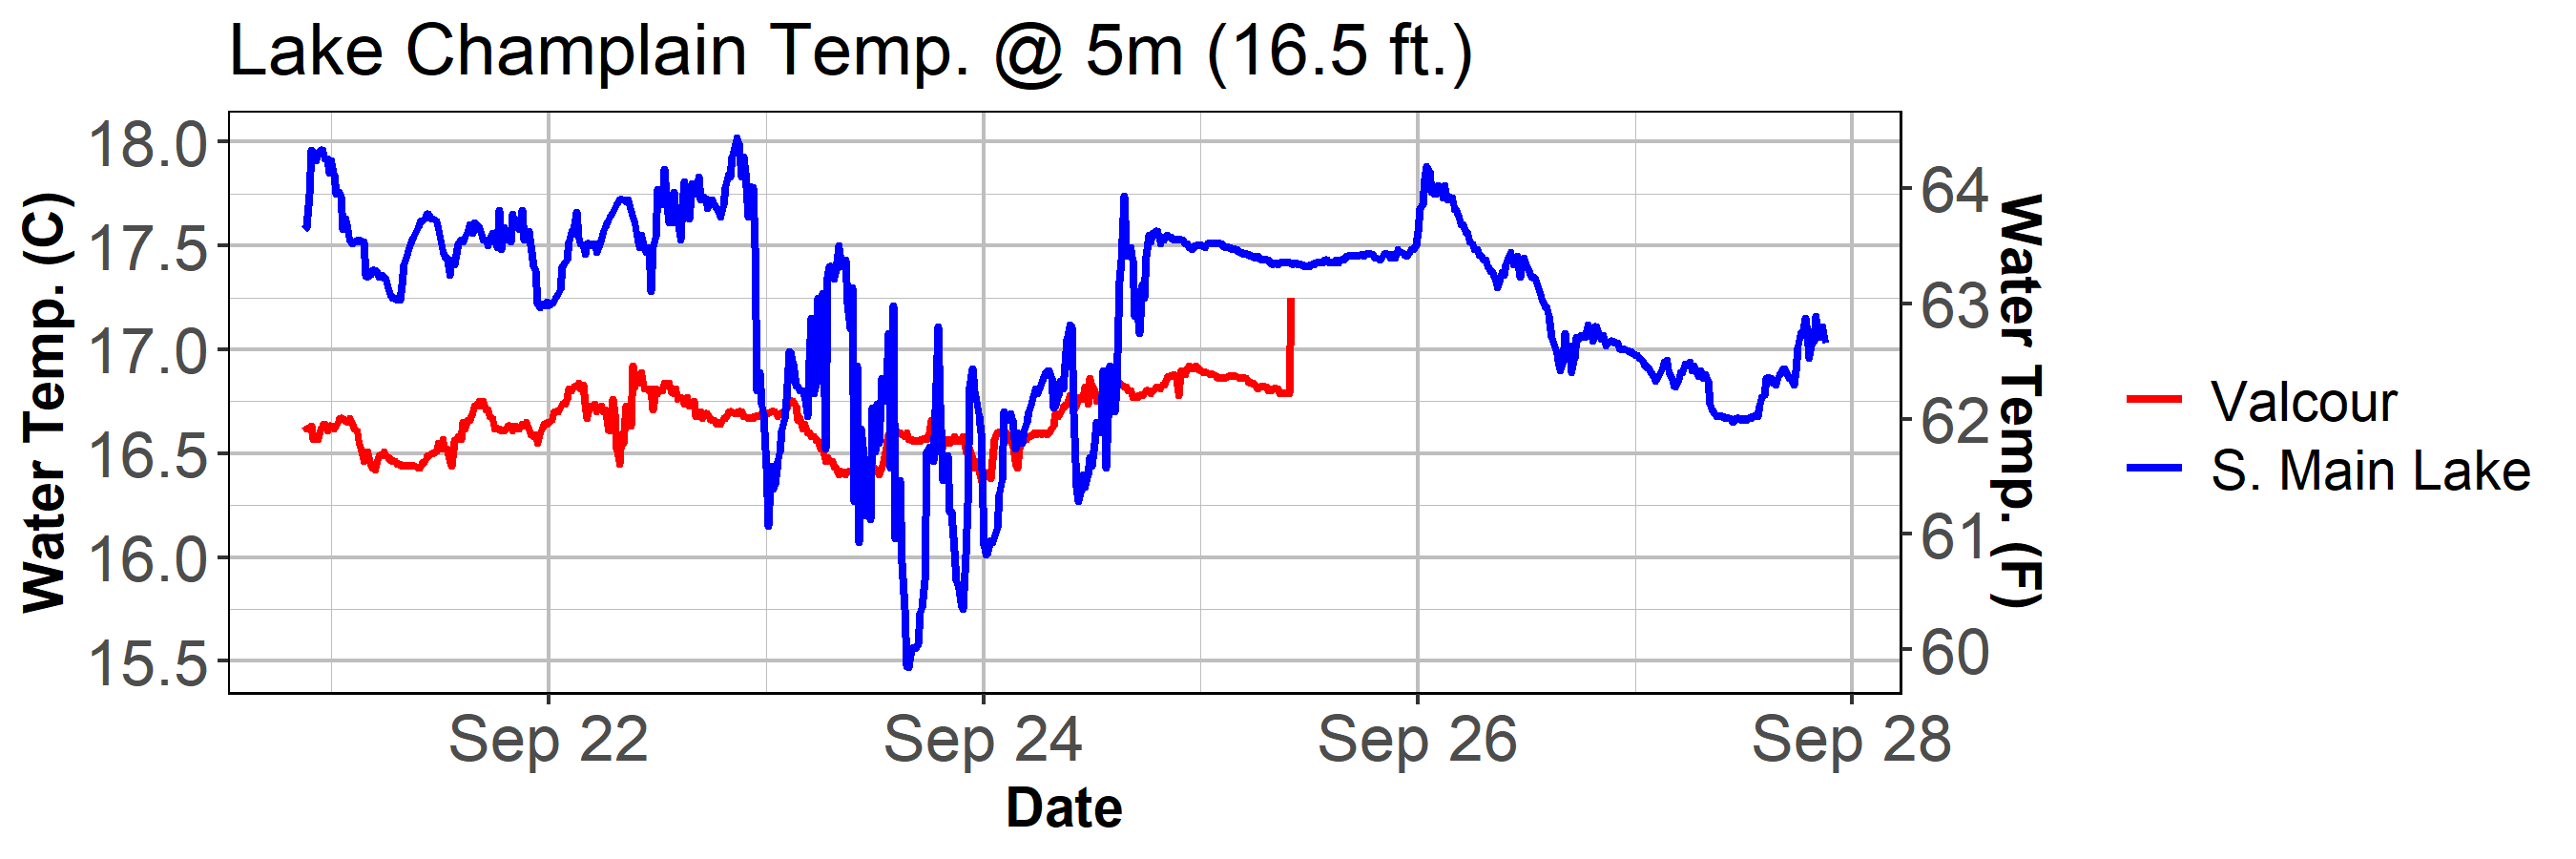 Lake Champlain Temp. @ 5m (16.5 ft.)
Water Temp. (C)
18.0
17.5
17.0
16.5
16.0
15.5
64
63
62
61
60
Water Temp. (F)
Sep 22
Sep 24
Sep 26
Sep 28
Date
Valcour
S. Main Lake